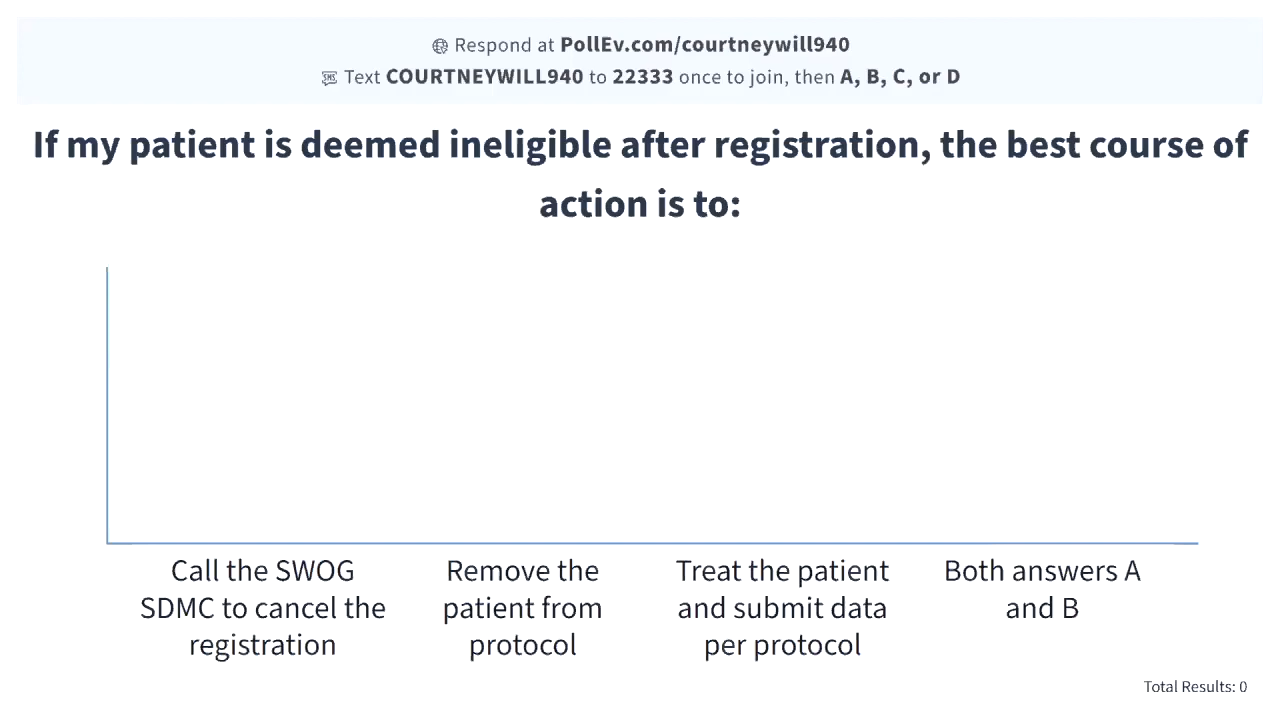 Respond at PollEv.com/courtneywill940
Text COURTNEYWILL940 to 22333 once to join, then A, B, C, or D
If my patient is deemed ineligible after registration, the best course of
action is to:
Call the SWOG
SDMC to cancel the
registration
Remove the
patient from
protocol
Treat the patient
and submit data
per protocol
Both answers A
and B
Total Results: 0